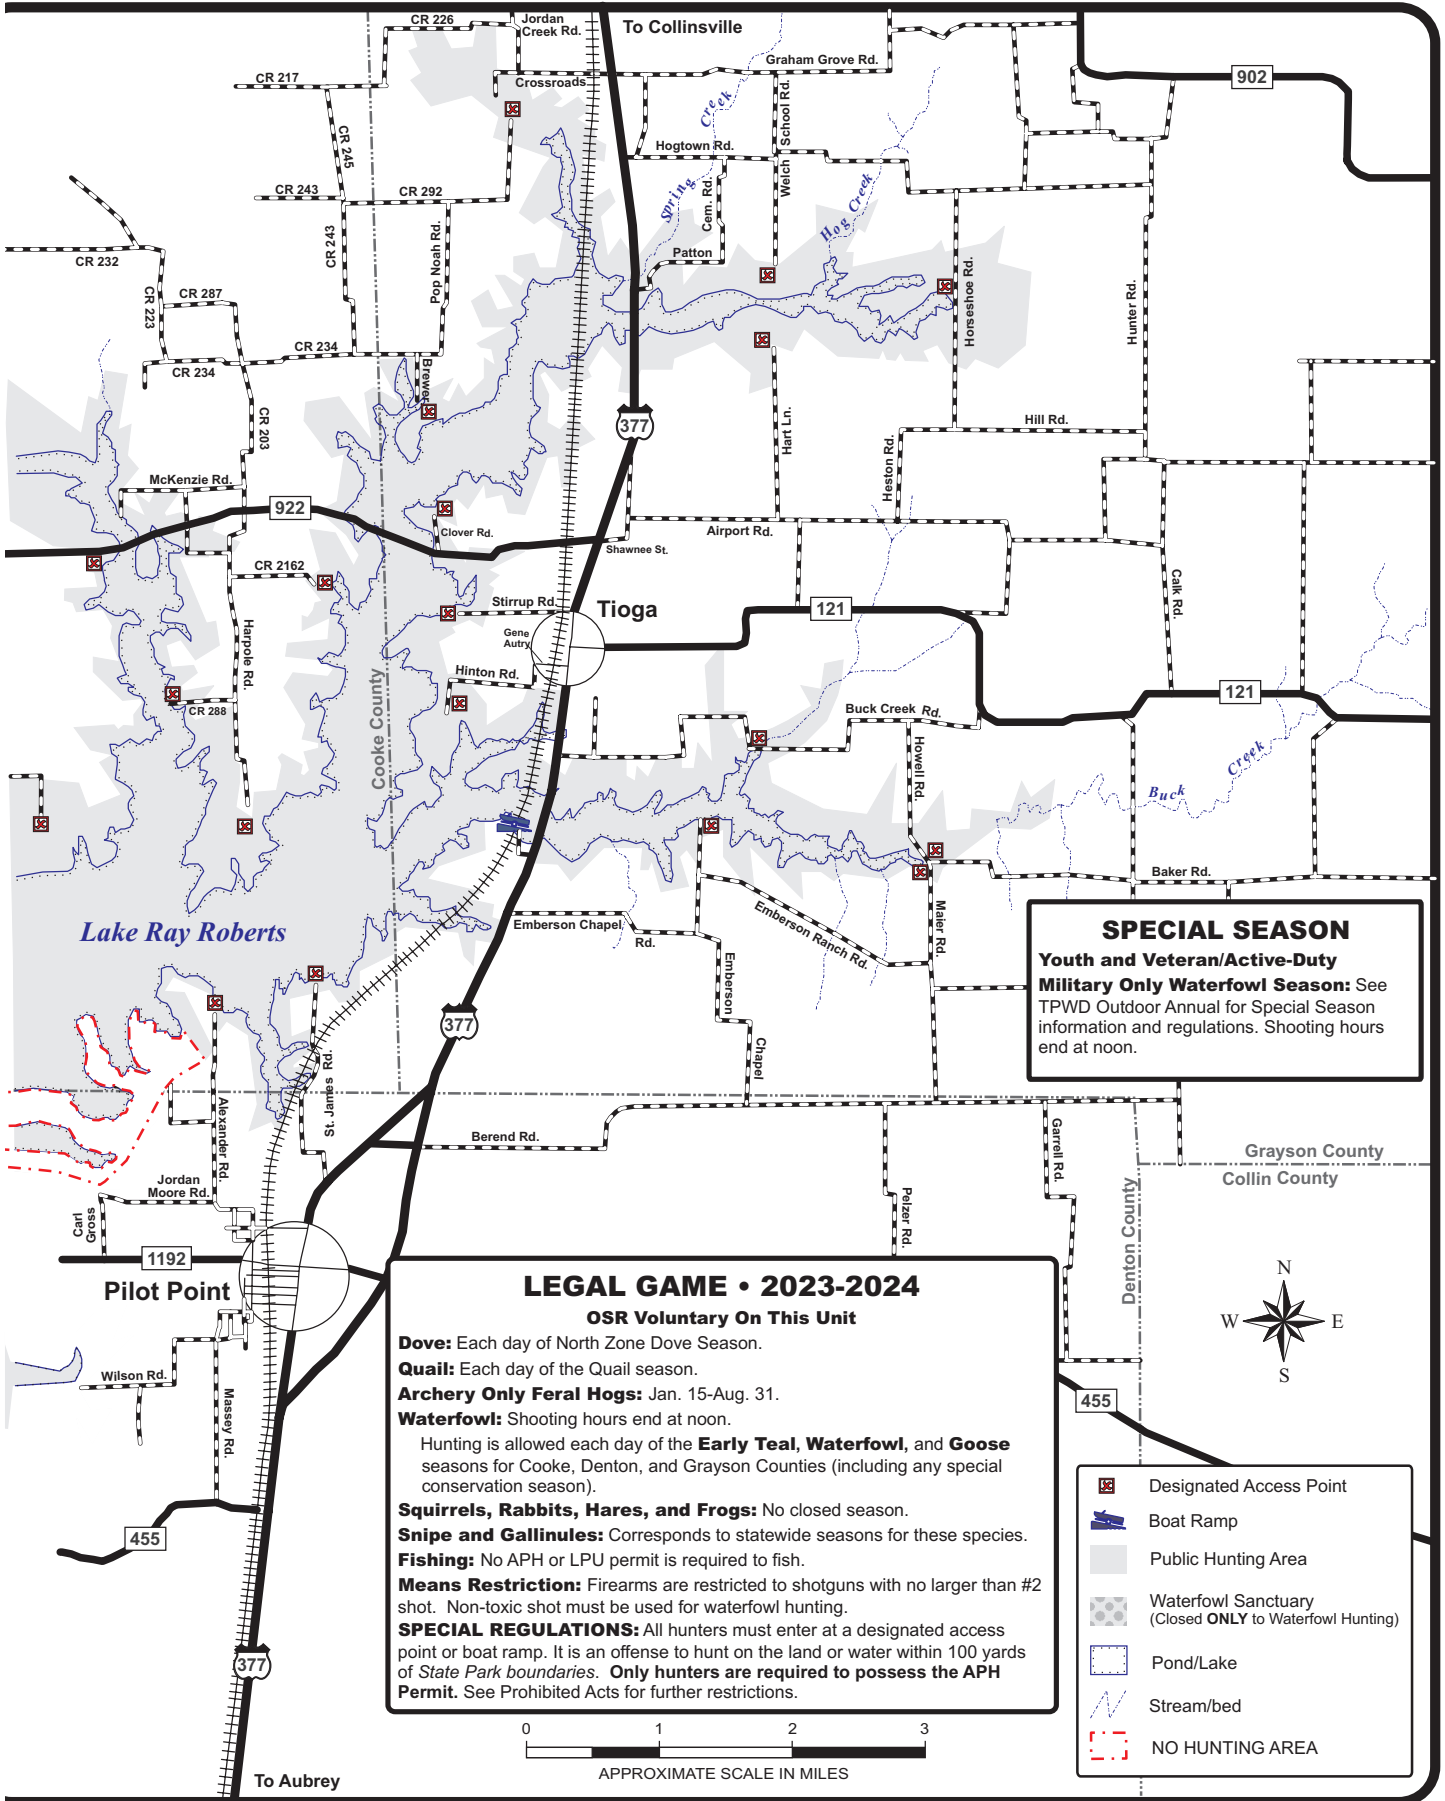 CR 226
Jordan
Creek Rd.
To Collinsville
Graham Grove Rd.
CR 217
Crossroads
902
Creek
School Rd.
CR 245
Hogtown Rd.
Welch
Spring
Cem. Rd.
Hog Creek
CR 243
CR 292
CR 232
CR 243
Pop Noah Rd.
Patton
Horseshoe Rd.
Hunter Rd.
CR 223
CR 287
CR 234
CR 234
Brewer
CR 203
377
Hart Ln.
Hill Rd.
Heston Rd.
McKenzie Rd.
922
Clover Rd.
Shawnee St.
Airport Rd.
CR 2162
Calk Rd.
Stirrup Rd.
Tioga
121
Gene
Autry
Harpole Rd.
Hinton Rd.
Cooke County
CR 288
Buck Creek Rd.
121
Howell Rd.
Buck
Creek
Baker Rd.
Lake Ray Roberts
Emberson Chapel
Rd.
Emberson Ranch Rd.
Maier Rd.
Emberson
Chapel
SPECIAL SEASON
Youth and Veteran/Active-Duty
Military Only Waterfowl Season: See
TPWD Outdoor Annual for Special Season
information and regulations. Shooting hours
end at noon.
377
St. James Rd.
Alexander Rd.
Berend Rd.
Garrell Rd.
Grayson County
Collin County
Denton County
Jordan
Moore Rd.
Carl
Gross
Pelzer Rd.
1192
Pilot Point
N
W
E
S
LEGAL GAME • 2023-2024
OSR Voluntary On This Unit
Dove: Each day of North Zone Dove Season.
Quail: Each day of the Quail season.
Archery Only Feral Hogs: Jan. 15-Aug. 31.
Waterfowl: Shooting hours end at noon.
Hunting is allowed each day of the Early Teal, Waterfowl, and Goose
seasons for Cooke, Denton, and Grayson Counties (including any special
conservation season).
Squirrels, Rabbits, Hares, and Frogs: No closed season.
Snipe and Gallinules: Corresponds to statewide seasons for these species.
Fishing: No APH or LPU permit is required to fish.
Means Restriction: Firearms are restricted to shotguns with no larger than #2
shot. Non-toxic shot must be used for waterfowl hunting.
SPECIAL REGULATIONS: All hunters must enter at a designated access
point or boat ramp. It is an offense to hunt on the land or water within 100 yards
of State Park boundaries. Only hunters are required to possess the APH
Permit. See Prohibited Acts for further restrictions.
Wilson Rd.
Massey Rd.
455
455
377
To Aubrey
Designated Access Point
Boat Ramp
Public Hunting Area
Waterfowl Sanctuary
(Closed ONLY to Waterfowl Hunting)
Pond/Lake
Stream/bed
NO HUNTING AREA
0 1 2 3
APPROXIMATE SCALE IN MILES